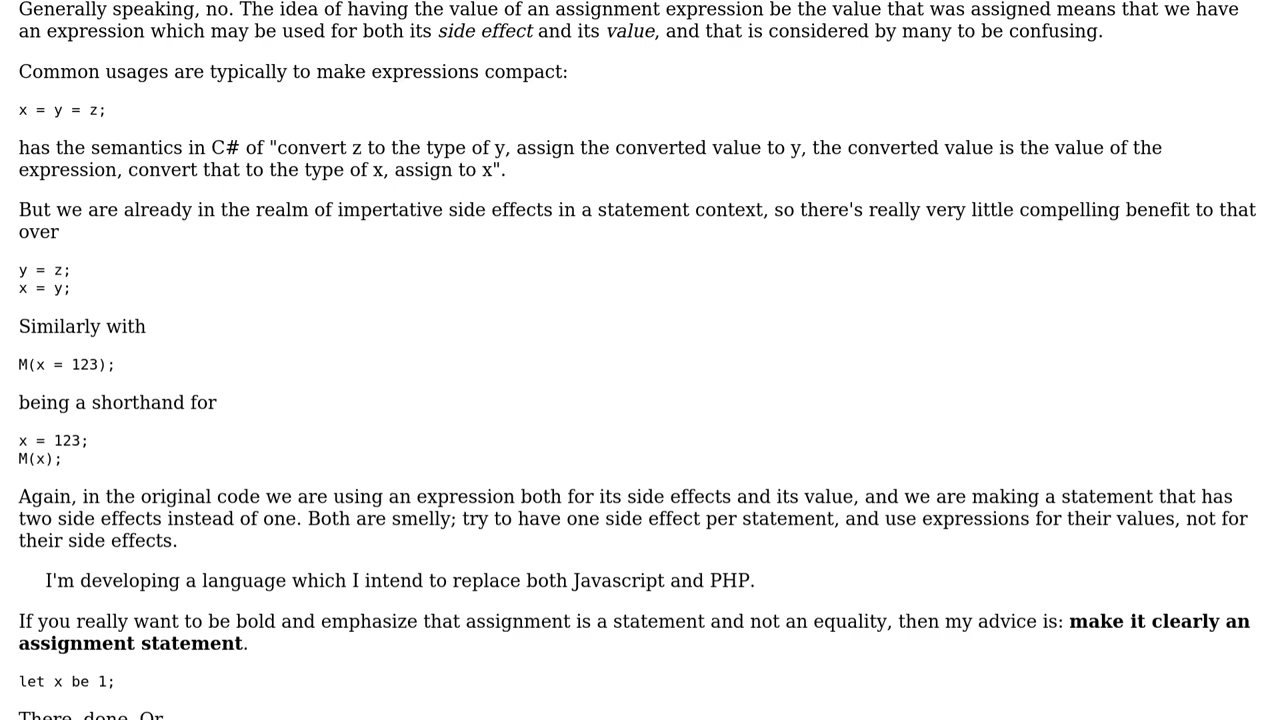 Generally speaking, no. The idea of having the value of an assignment expression be the value that was assigned means that we have
an expression which may be used for both its side effect and its value, and that is considered by many to be confusing.
Common usages are typically to make expressions compact:
x = y = z;
has the semantics in C# of "convert z to the type of y, assign the converted value to y, the converted value is the value of the
expression, convert that to the type of x, assign to x".
But we are already in the realm of impertative side effects in a statement context, so there's really very little compelling benefit to that
over
y = z;
x = y;
Similarly with
M(x = 123);
being a shorthand for
x = 123;
M(x);
Again, in the original code we are using an expression both for its side effects and its value, and we are making a statement that has
two side effects instead of one. Both are smelly; try to have one side effect per statement, and use expressions for their values, not for
their side effects.
I'm developing a language which I intend to replace both Javascript and PHP.
If you really want to be bold and emphasize that assignment is a statement and not an equality, then my advice is: make it clearly an
assignment statement.
let x be 1;
There, done. Or